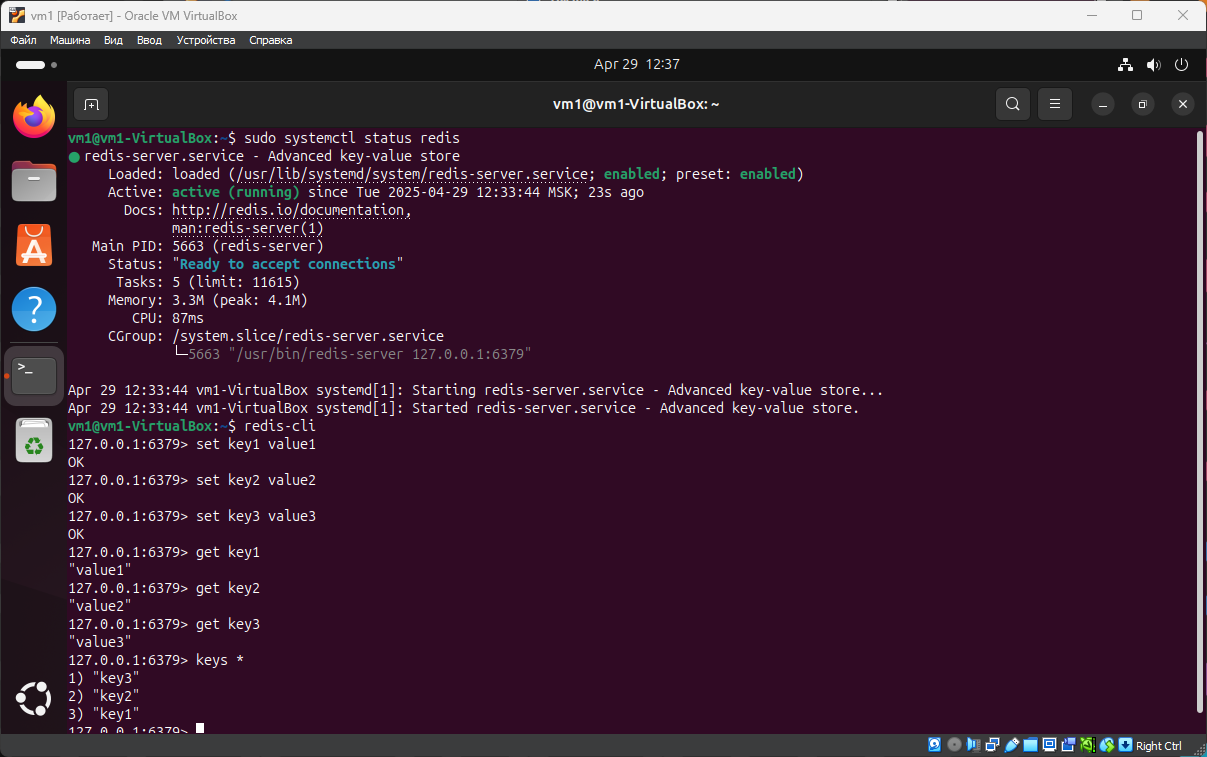 vm1 [Работает] - Oracle VM VirtualBox
Файл Машина Вид Ввод Устройства Справка
Apr 29 12:37
vm1@vm1-VirtualBox: ~
vm1@vm1-VirtualBox:~$ sudo systemctl status redis
● redis-server.service - Advanced key-value store
     Loaded: loaded (/usr/lib/systemd/system/redis-server.service; enabled; preset: enabled)
     Active: active (running) since Tue 2025-04-29 12:33:44 MSK; 23s ago
       Docs: http://redis.io/documentation,
             man:redis-server(1)
   Main PID: 5663 (redis-server)
     Status: "Ready to accept connections"
      Tasks: 5 (limit: 11615)
     Memory: 3.3M (peak: 4.1M)
        CPU: 87ms
     CGroup: /system.slice/redis-server.service
             └─5663 "/usr/bin/redis-server 127.0.0.1:6379"
Apr 29 12:33:44 vm1-VirtualBox systemd[1]: Starting redis-server.service - Advanced key-value store...
Apr 29 12:33:44 vm1-VirtualBox systemd[1]: Started redis-server.service - Advanced key-value store.
vm1@vm1-VirtualBox:~$ redis-cli
127.0.0.1:6379> set key1 value1
OK
127.0.0.1:6379> set key2 value2
OK
127.0.0.1:6379> set key3 value3
OK
127.0.0.1:6379> get key1
"value1"
127.0.0.1:6379> get key2
"value2"
127.0.0.1:6379> get key3
"value3"
127.0.0.1:6379> keys *
1) "key3"
2) "key2"
3) "key1"
127.0.0.1:6379>
Right Ctrl